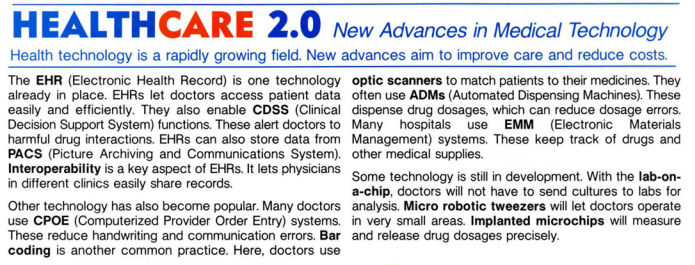 HEALTHCARE 2.0 New Advances in Medical Technology
Health technology is a rapidly growing field. New advances aim to improve care and reduce costs.
The EHR (Electronic Health Record) is one technology
already in place. EHRs let doctors access patient data
easily and efficiently. They also enable CDSS (Clinical
Decision Support System) functions. These alert doctors to
harmful drug interactions. EHRs can also store data from
PACS (Picture Archiving and Communications System).
Interoperability is a key aspect of EHRs. It lets physicians
in different clinics easily share records.
Other technology has also become popular. Many doctors
use CPOE (Computerized Provider Order Entry) systems.
These reduce handwriting and communication errors. Bar
coding is another common practice. Here, doctors use
optic scanners to match patients to their medicines. They
often use ADMs (Automated Dispensing Machines). These
dispense drug dosages, which can reduce dosage errors.
Many hospitals use EMM (Electronic Materials
Management) systems. These keep track of drugs and
other medical supplies.
Some technology is still in development. With the lab-on-
a-chip, doctors will not have to send cultures to labs for
analysis. Micro robotic tweezers will let doctors operate
in very small areas. Implanted microchips will measure
and release drug dosages precisely.